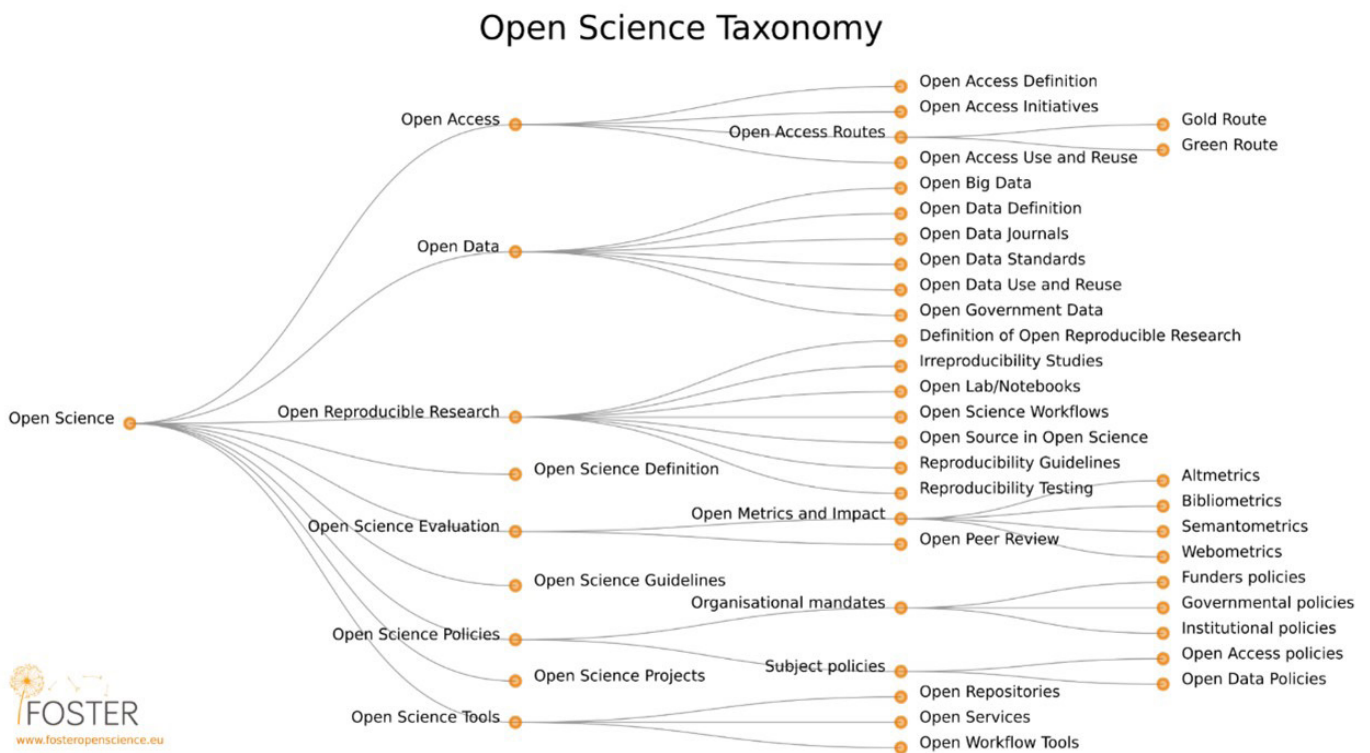 Open Science Taxonomy
Open Access Definition
Open Access Initiatives
Open Access
Open Access Routes
Gold Route
Green Route
Open Access Use and Reuse
Open Big Data
Open Data Definition
Open Data Journals
Open Data
Open Data Standards
Open Data Use and Reuse
Open Government Data
Definition of Open Reproducible Research
Irreproducibility Studies
Open Lab/Notebooks
Open Science
Open Reproducible Research
Open Science Workflows
Open Source in Open Science
Reproducibility Guidelines
Reproducibility Testing
Open Science Definition
Open Science Evaluation
Open Metrics and Impact
Altmetrics
Bibliometrics
Semantometrics
Webometrics
Open Peer Review
Open Science Guidelines
Open Science Policies
Organisational mandates
Funders policies
Governmental policies
Institutional policies
Subject policies
Open Access policies
Open Data Policies
Open Science Projects
Open Science Tools
Open Repositories
Open Services
Open Workflow Tools
FOSTER
www.fosteropenscience.eu